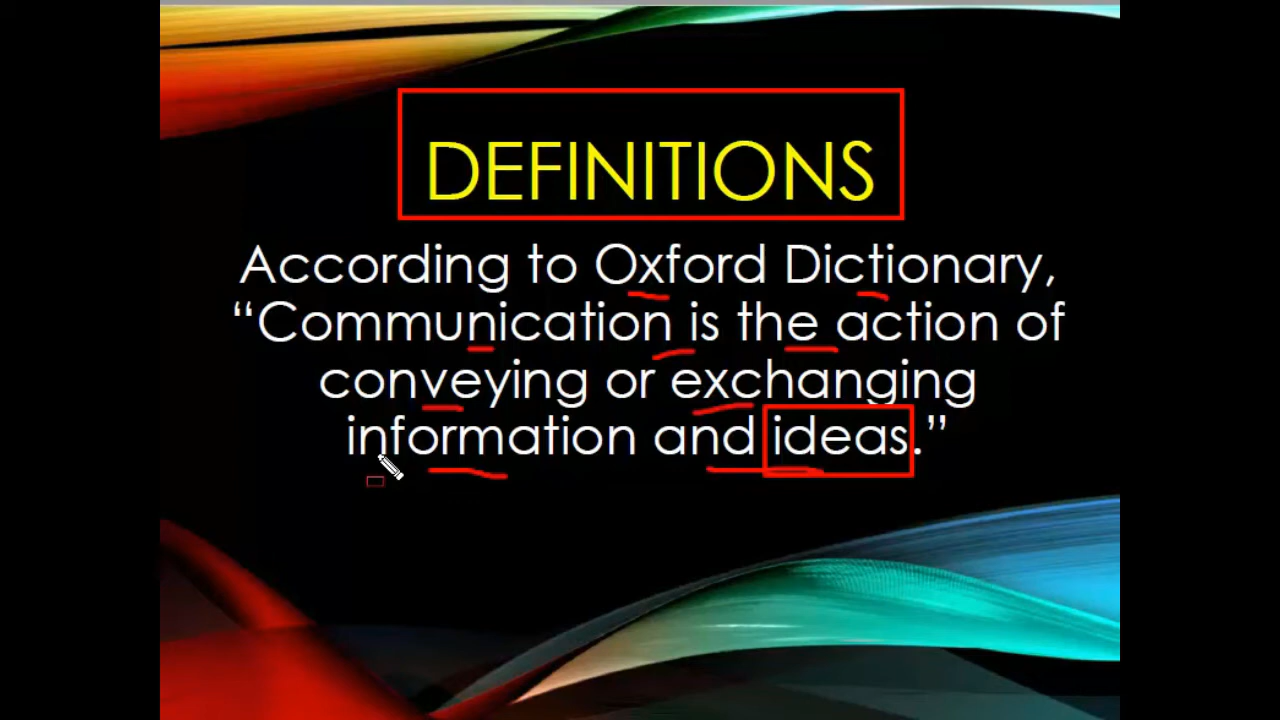 DEFINITIONS
According to Oxford Dictionary,
“Communication is the action of
conveying or exchanging
information and ideas.”